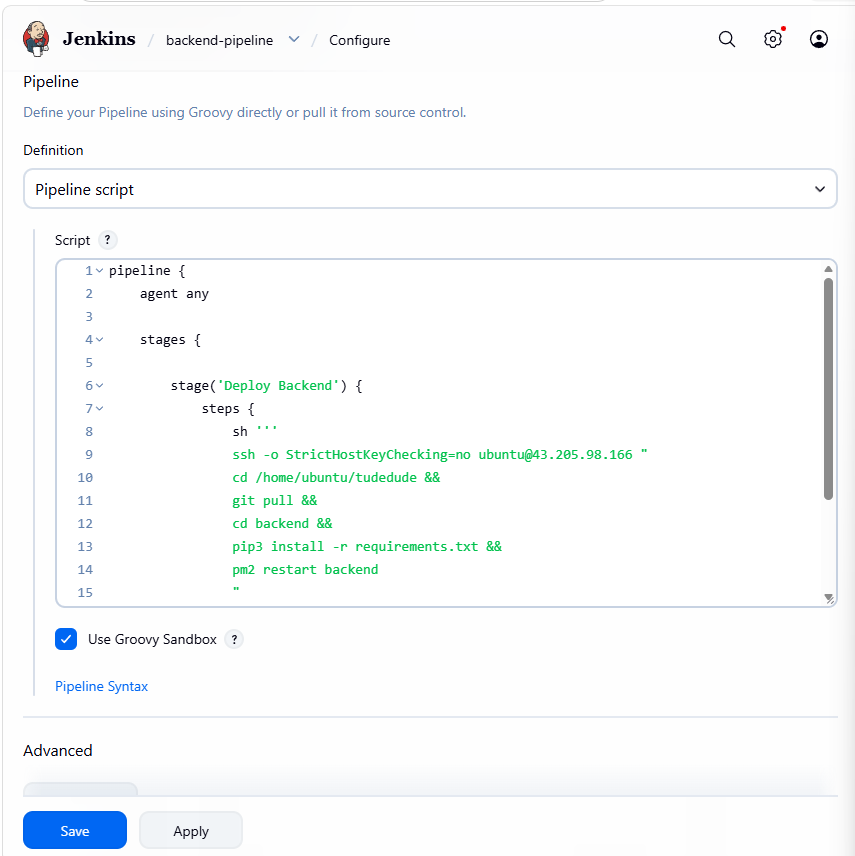 Jenkins / backend-pipeline / Configure
Pipeline
Define your Pipeline using Groovy directly or pull it from source control.
Definition
Pipeline script
Script ?
1 pipeline {
2     agent any
3
4     stages {
5
6         stage('Deploy Backend') {
7             steps {
8                 sh '''
9                 ssh -o StrictHostKeyChecking=no ubuntu@43.205.98.166 "
10                 cd /home/ubuntu/tudedude &&
11                 git pull &&
12                 cd backend &&
13                 pip3 install -r requirements.txt &&
14                 pm2 restart backend
15                 "
Use Groovy Sandbox ?
Pipeline Syntax
Advanced
Save Apply